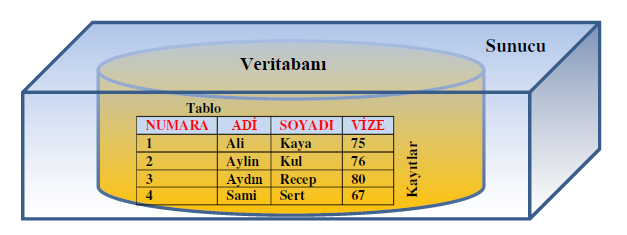 Sunucu
Veritabanı
Tablo
NUMARA ADİ SOYADI VİZE
1 Ali Kaya 75
2 Aylin Kul 76
3 Aydın Recep 80
4 Sami Sert 67
Kayıtlar